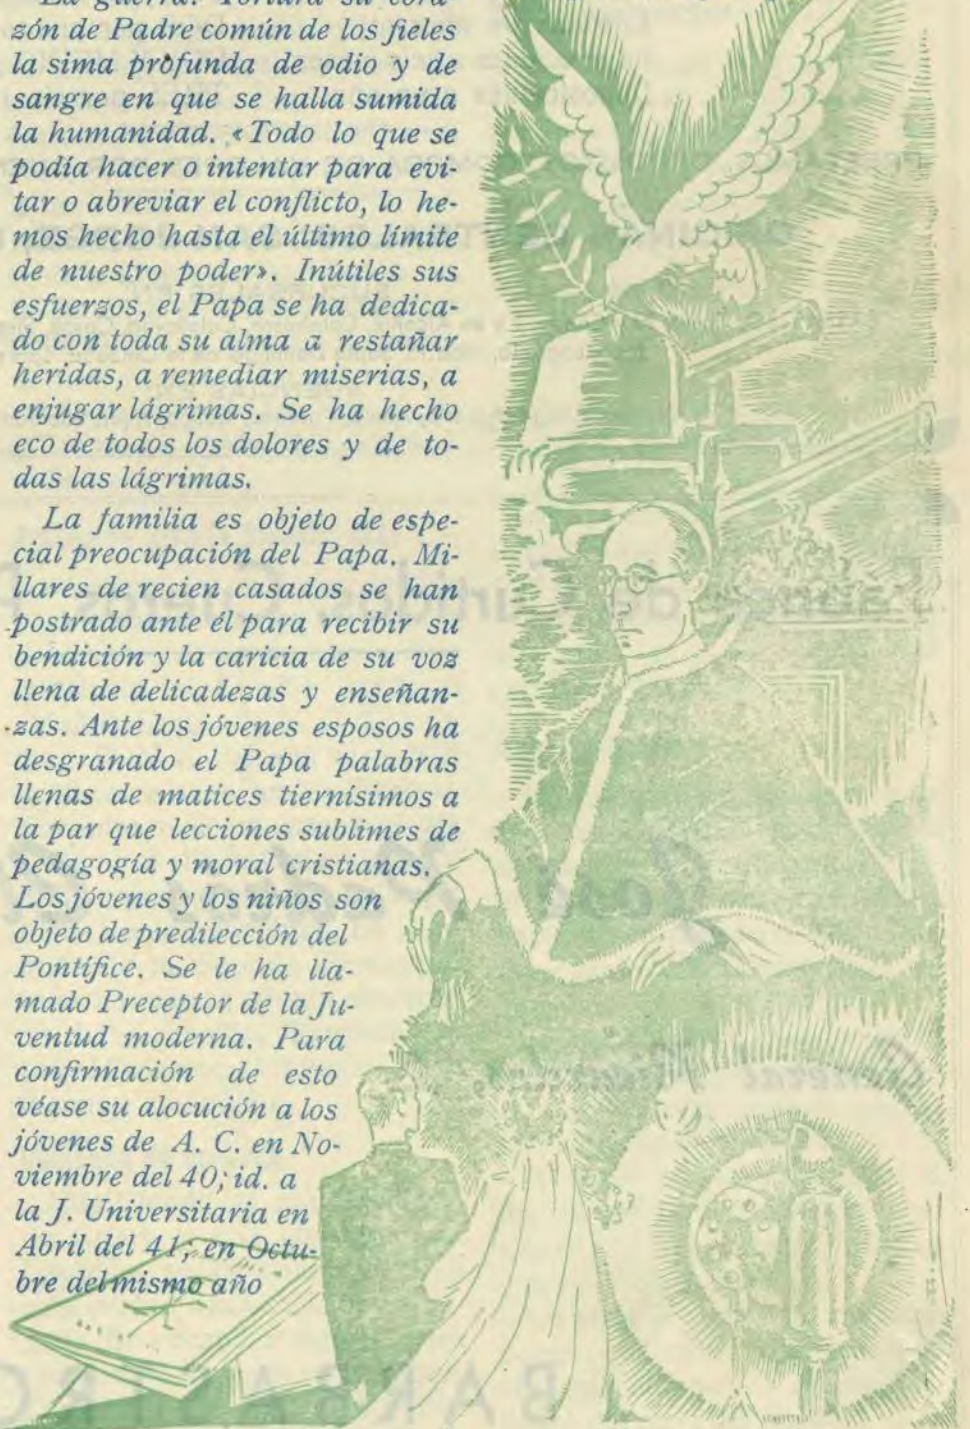 La guerra! Tortura su cora-
zón de Padre común de los fieles
la sima profunda de odio y de
sangre en que se halla sumida
la humanidad. «Todo lo que se
podía hacer o intentar para evi-
tar o abreviar el conflicto, lo he-
mos hecho hasta el último límite
de nuestro poder». Inútiles sus
esfuerzos, el Papa se ha dedica-
do con toda su alma a restañar
heridas, a remediar miserias, a
enjugar lágrimas. Se ha hecho
eco de todos los dolores y de to-
das las lágrimas.
La familia es objeto de espe-
cial preocupación del Papa. Mi-
llares de recien casados se han
postrado ante él para recibir su
bendición y la caricia de su voz
llena de delicadezas y enseñan-
zas. Ante los jóvenes esposos ha
desgranado el Papa palabras
llenas de matices tiernísimos a
la par que lecciones sublimes de
pedagogía y moral cristianas.
Los jóvenes y los niños son
objeto de predilección del
Pontífice. Se le ha lla-
mado Preceptor de la Ju-
ventud moderna. Para
confirmación de esto
véase su alocución a los
jóvenes de A. C. en No-
viembre del 40; id. a
la J. Universitaria en
Abril del 41; en Octu-
bre del mismo año